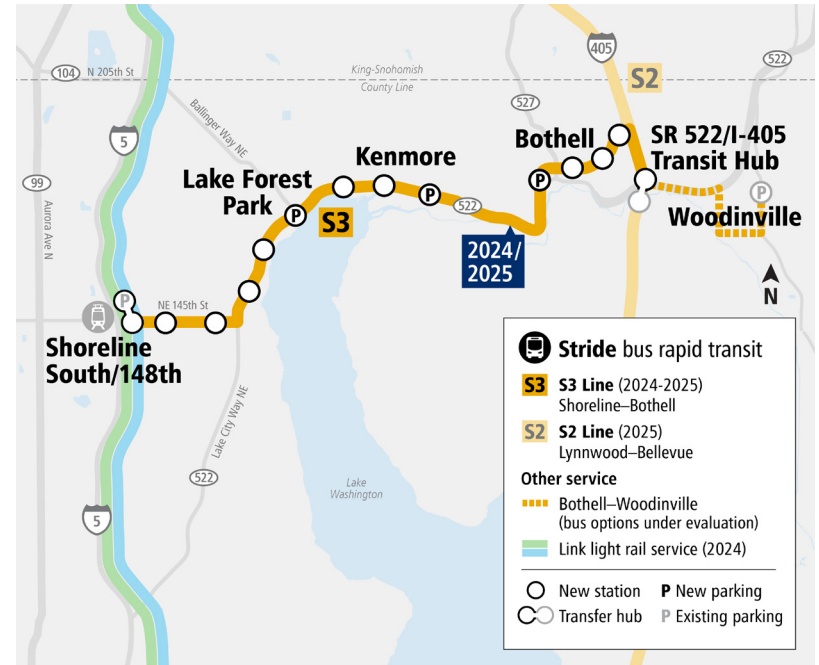 104
N 205th St
King-Snohomish
County Line
405
S2
522
5
Ballinger Way NE
527
Bothell
SR 522/I-405
Transit Hub
99
Aurora Ave N
Lake Forest
Park
Kenmore
P
P
P
P
S3
522
Woodinville
2024/
2025
N
P
NE 145th St
Shoreline
South/148th
Lake City Way NE
522
Lake
Washington
5
Stride bus rapid transit
S3 S3 Line (2024-2025)
Shoreline–Bothell
S2 S2 Line (2025)
Lynnwood–Bellevue
Other service
Bothell–Woodinville
(bus options under evaluation)
Link light rail service (2024)
New station P New parking
Transfer hub P Existing parking